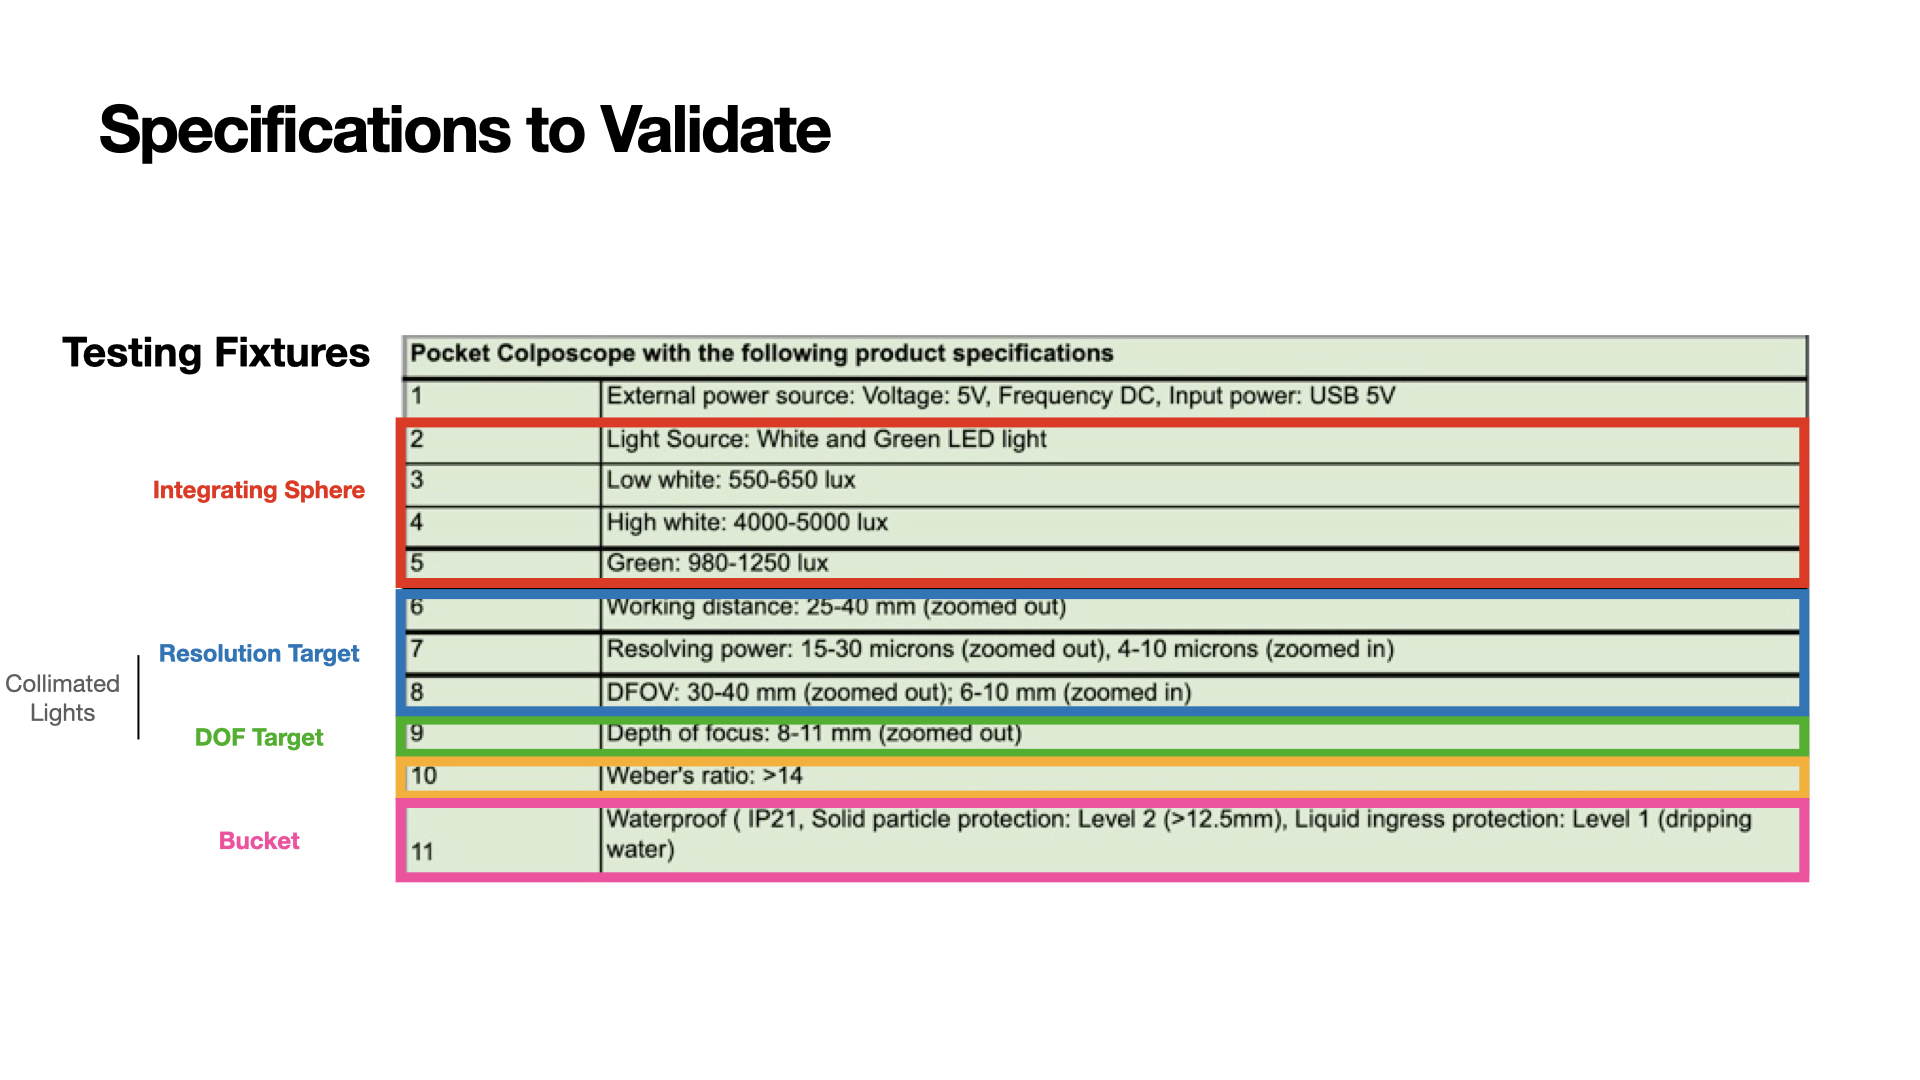 Specifications to Validate
Testing Fixtures
Pocket Colposcope with the following product specifications
1 External power source: Voltage: 5V, Frequency DC, Input power: USB 5V
2 Light Source: White and Green LED light
Integrating Sphere
3 Low white: 550-650 lux
4 High white: 4000-5000 lux
5 Green: 980-1250 lux
6 Working distance: 25-40 mm (zoomed out)
Resolution Target
7 Resolving power: 15-30 microns (zoomed out), 4-10 microns (zoomed in)
Collimated
Lights
8 DFOV: 30-40 mm (zoomed out); 6-10 mm (zoomed in)
DOF Target
9 Depth of focus: 8-11 mm (zoomed out)
10 Weber's ratio: >14
Bucket
11 Waterproof ( IP21, Solid particle protection: Level 2 (>12.5mm), Liquid ingress protection: Level 1 (dripping
water)